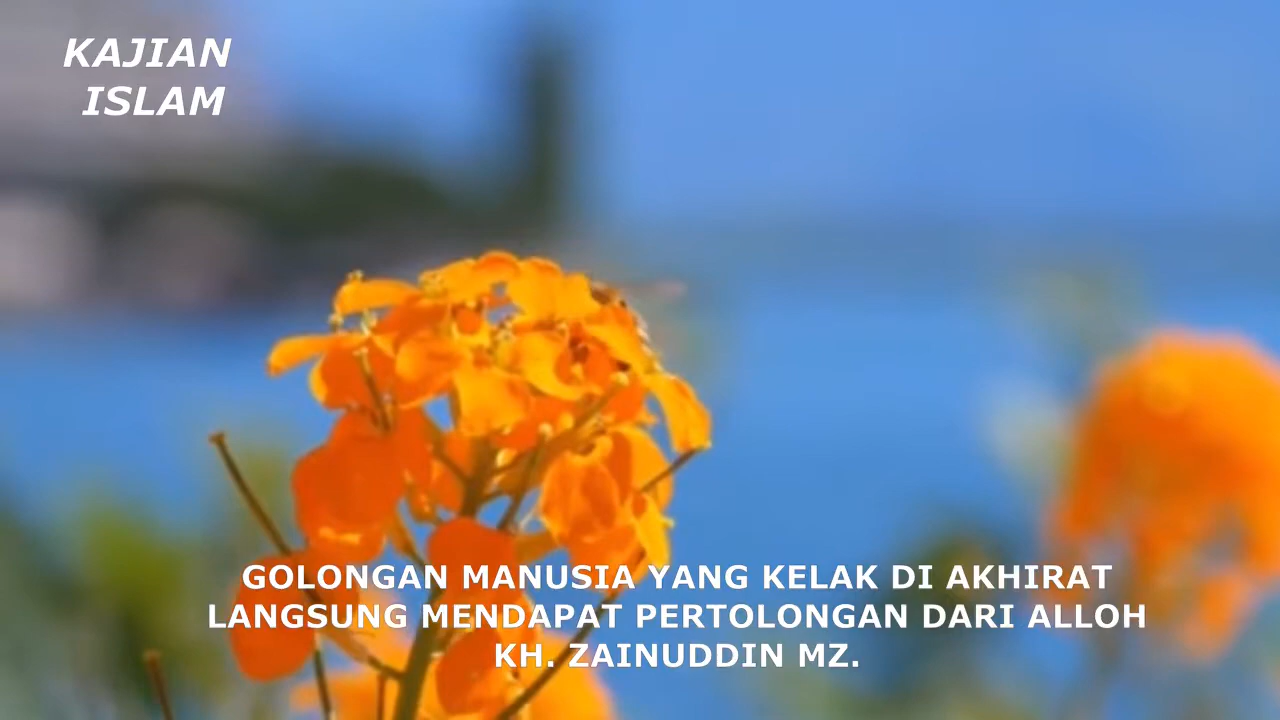 KAJIAN
ISLAM
GOLONGAN MANUSIA YANG KELAK DI AKHIRAT
LANGSUNG MENDAPAT PERTOLONGAN DARI ALLOH
KH. ZAINUDDIN MZ.